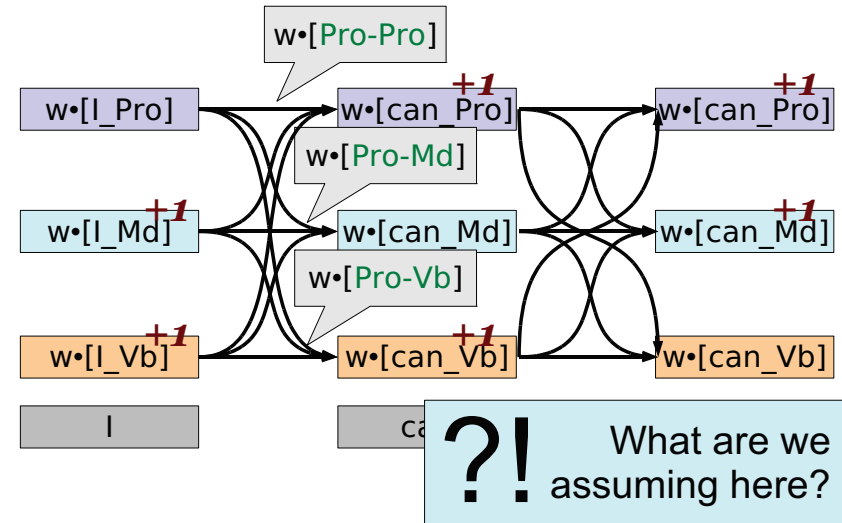 w•[Pro-Pro]
+1
+1
w•[I_Pro]
w•[can_Pro]
w•[can_Pro]
w•[Pro-Md]
+1
+1
w•[I_Md]
w•[can_Md]
w•[can_Md]
w•[Pro-Vb]
+1
+1
w•[I_Vb]
w•[can_Vb]
w•[can_Vb]
I
?!
What are we
assuming here?